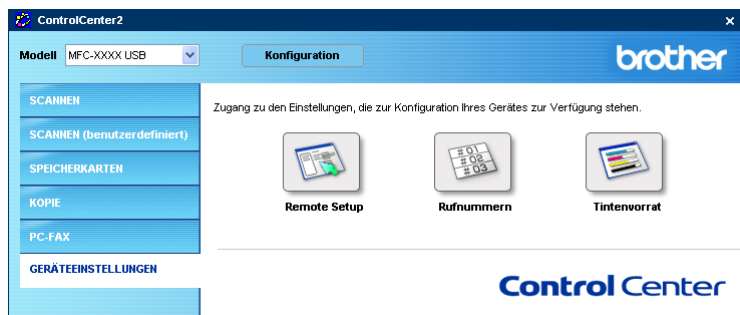 ControlCenter2
Modell MFC-XXXX USB Konfiguration brother
SCANNEN
SCANNEN (benutzerdefiniert)
SPEICHERKARTEN
KOPIE
PC-FAX
GERÄTEEINSTELLUNGEN
Zugang zu den Einstellungen, die zur Konfiguration Ihres Gerätes zur Verfügung stehen.
# 01
# 02
# 03
Remote Setup Rufnummern Tintenvorrat
Control Center